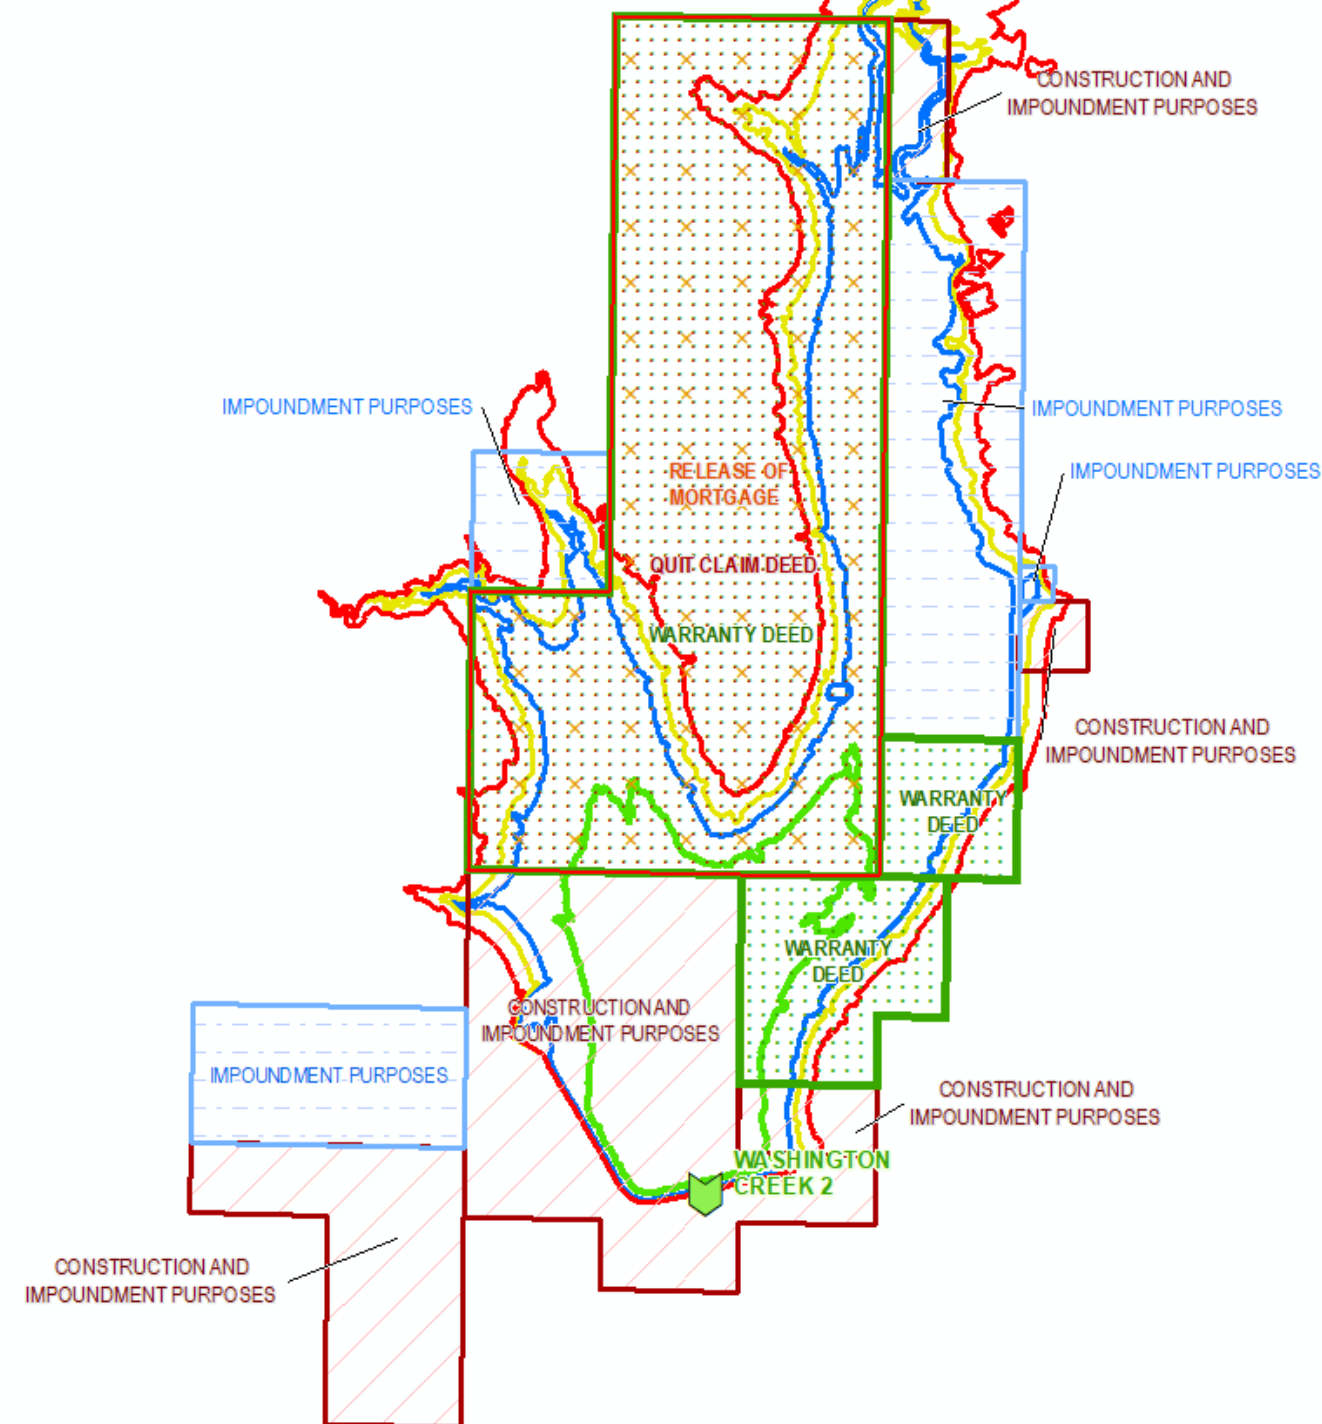 CONSTRUCTION AND
IMPOUNDMENT PURPOSES
IMPOUNDMENT PURPOSES
IMPOUNDMENT PURPOSES
IMPOUNDMENT PURPOSES
RELEASE OF
MORTGAGE
QUIT CLAIM DEED
WARRANTY DEED
CONSTRUCTION AND
IMPOUNDMENT PURPOSES
WARRANTY
DEED
WARRANTY
DEED
CONSTRUCTION AND
IMPOUNDMENT PURPOSES
IMPOUNDMENT PURPOSES
CONSTRUCTION AND
IMPOUNDMENT PURPOSES
WASHINGTON
CREEK 2
CONSTRUCTION AND
IMPOUNDMENT PURPOSES